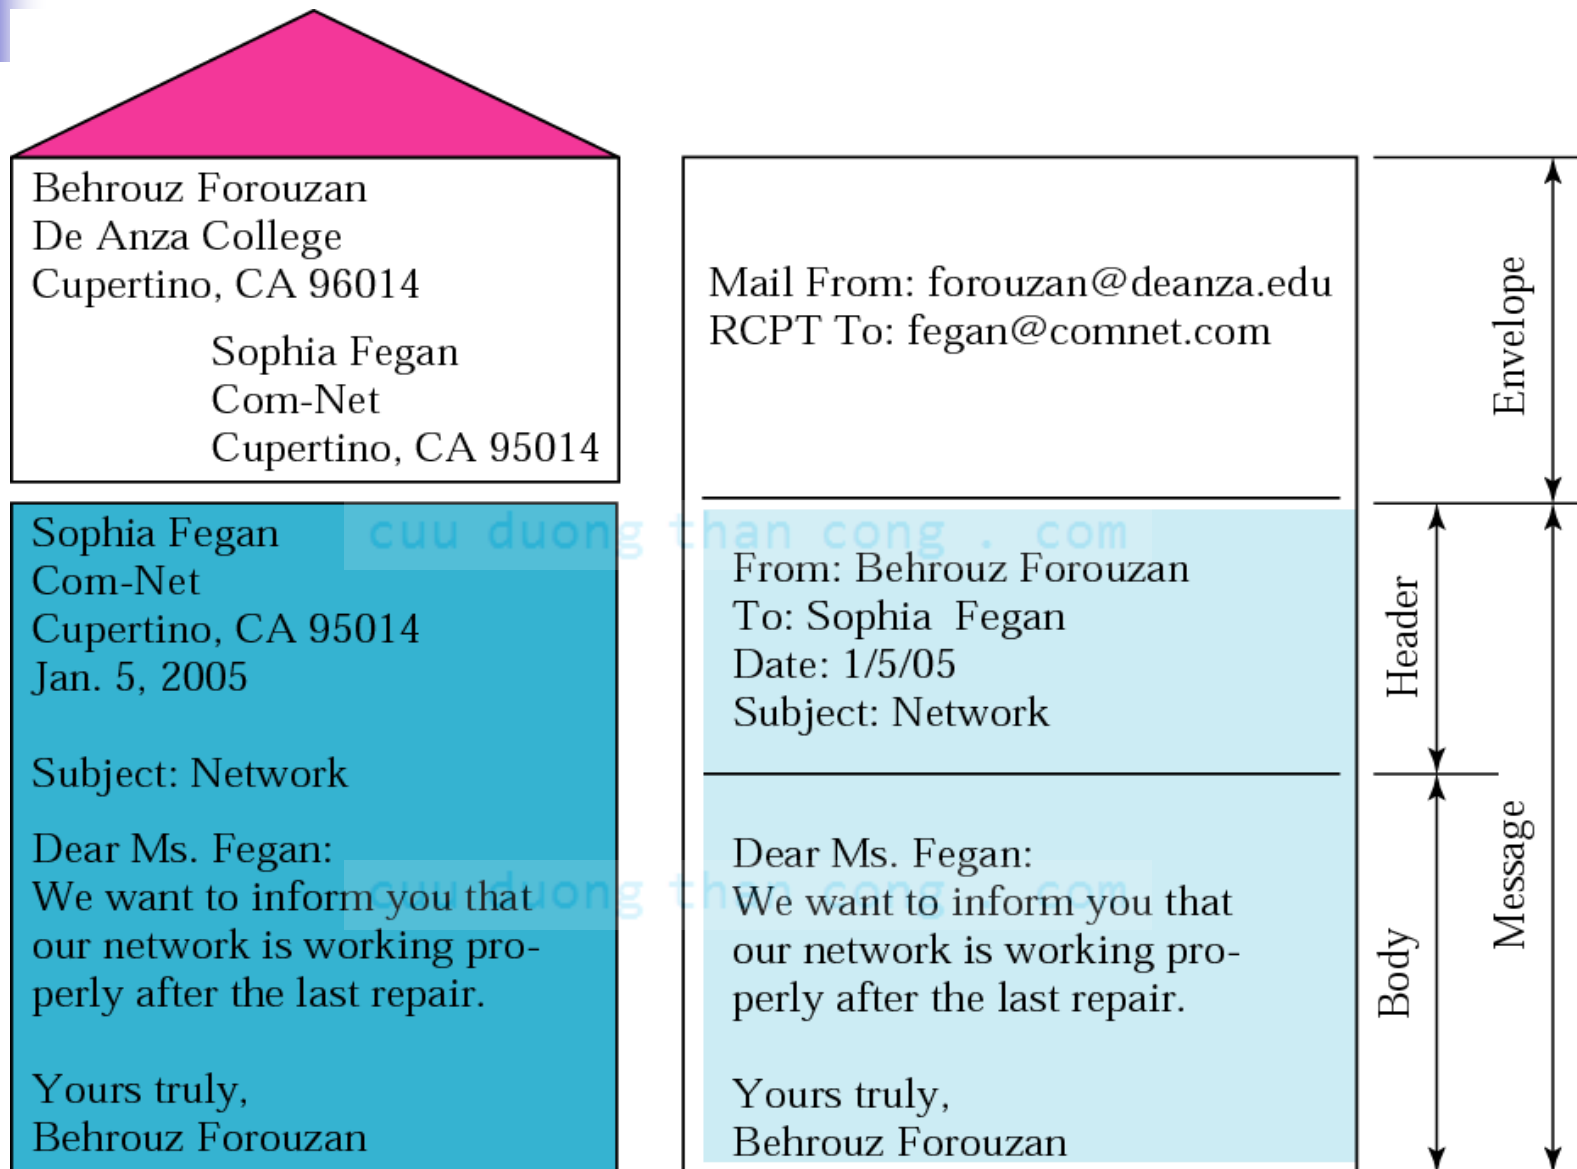 Behrouz Forouzan
De Anza College
Cupertino, CA 96014
Sophia Fegan
Com-Net
Cupertino, CA 95014
Sophia Fegan
Com-Net
Cupertino, CA 95014
Jan. 5, 2005
Subject: Network
Dear Ms. Fegan:
We want to inform you that
our network is working pro-
perly after the last repair.
Yours truly,
Behrouz Forouzan
Mail From: forouzan@deanza.edu
RCPT To: fegan@comnet.com
From: Behrouz Forouzan
To: Sophia Fegan
Date: 1/5/05
Subject: Network
Dear Ms. Fegan:
We want to inform you that
our network is working pro-
perly after the last repair.
Yours truly,
Behrouz Forouzan
Envelope
Header
Body
Message
cuu duong than cong . com
cuu duong than cong . com